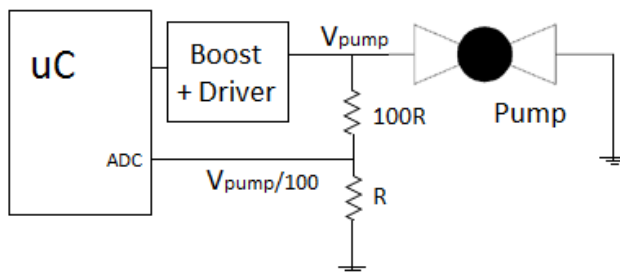 uC
Boost
+ Driver
Vpump
100R
Pump
ADC
Vpump/100
R